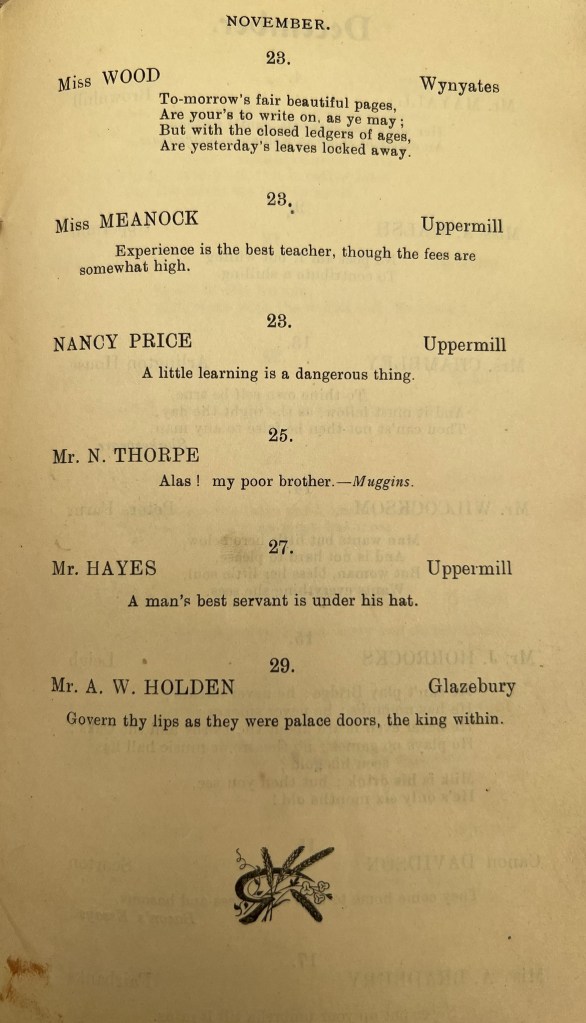 NOVEMBER.
23.
Miss WOOD Wynyates
To-morrow's fair beautiful pages,
Are your's to write on, as ye may;
But with the closed ledgers of ages,
Are yesterday's leaves locked away.
23.
Miss MEANOCK Uppermill
Experience is the best teacher, though the fees are
somewhat high.
23.
NANCY PRICE Uppermill
A little learning is a dangerous thing.
25.
Mr. N. THORPE
Alas! my poor brother.—Muggins.
27.
Mr. HAYES Uppermill
A man's best servant is under his hat.
29.
Mr. A. W. HOLDEN Glazebury
Govern thy lips as they were palace doors, the king within.